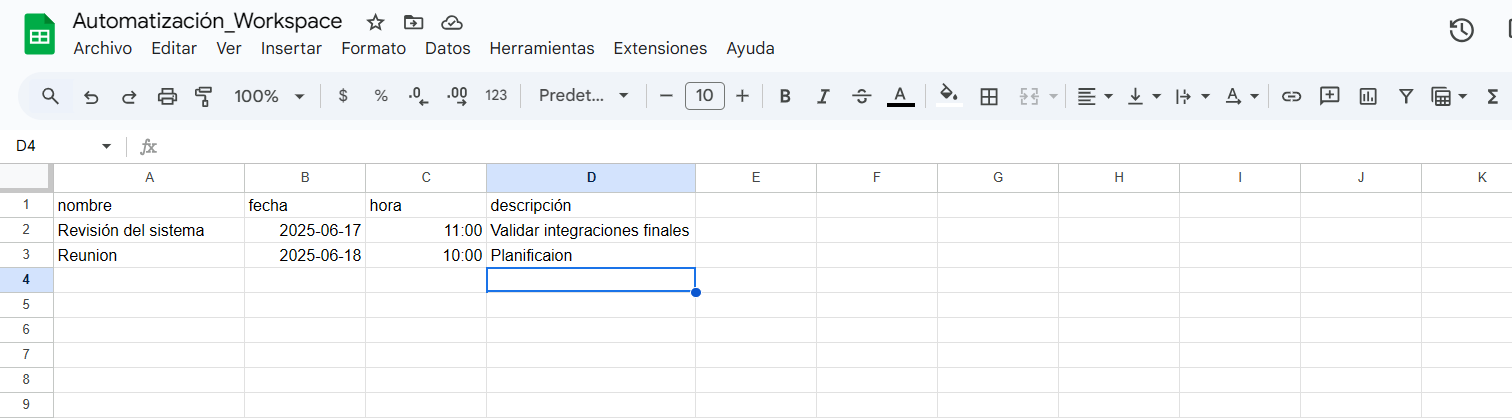 Automatización_Workspace
Archivo Editar Ver Insertar Formato Datos Herramientas Extensiones Ayuda
100% $ % .0 .00 123 Predet... 10 B I S A A Σ
D4 fx
A B C D E F G H I J K
1 nombre fecha hora descripción
2 Revisión del sistema 2025-06-17 11:00 Validar integraciones finales
3 Reunion 2025-06-18 10:00 Planificaion
4
5
6
7
8
9